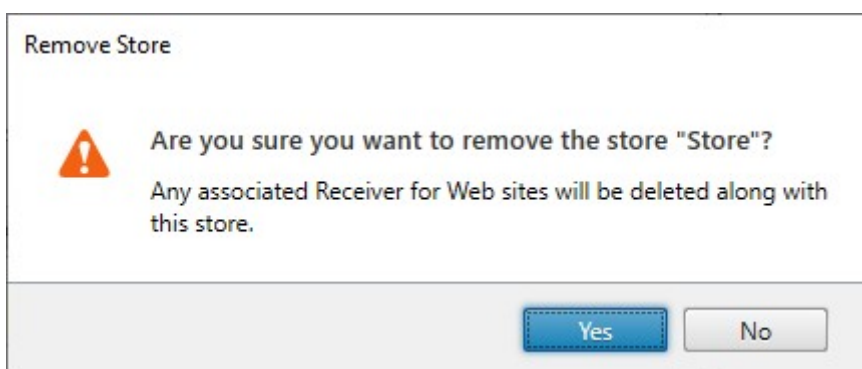 Remove Store
Are you sure you want to remove the store "Store"?
Any associated Receiver for Web sites will be deleted along with
this store.
Yes
No